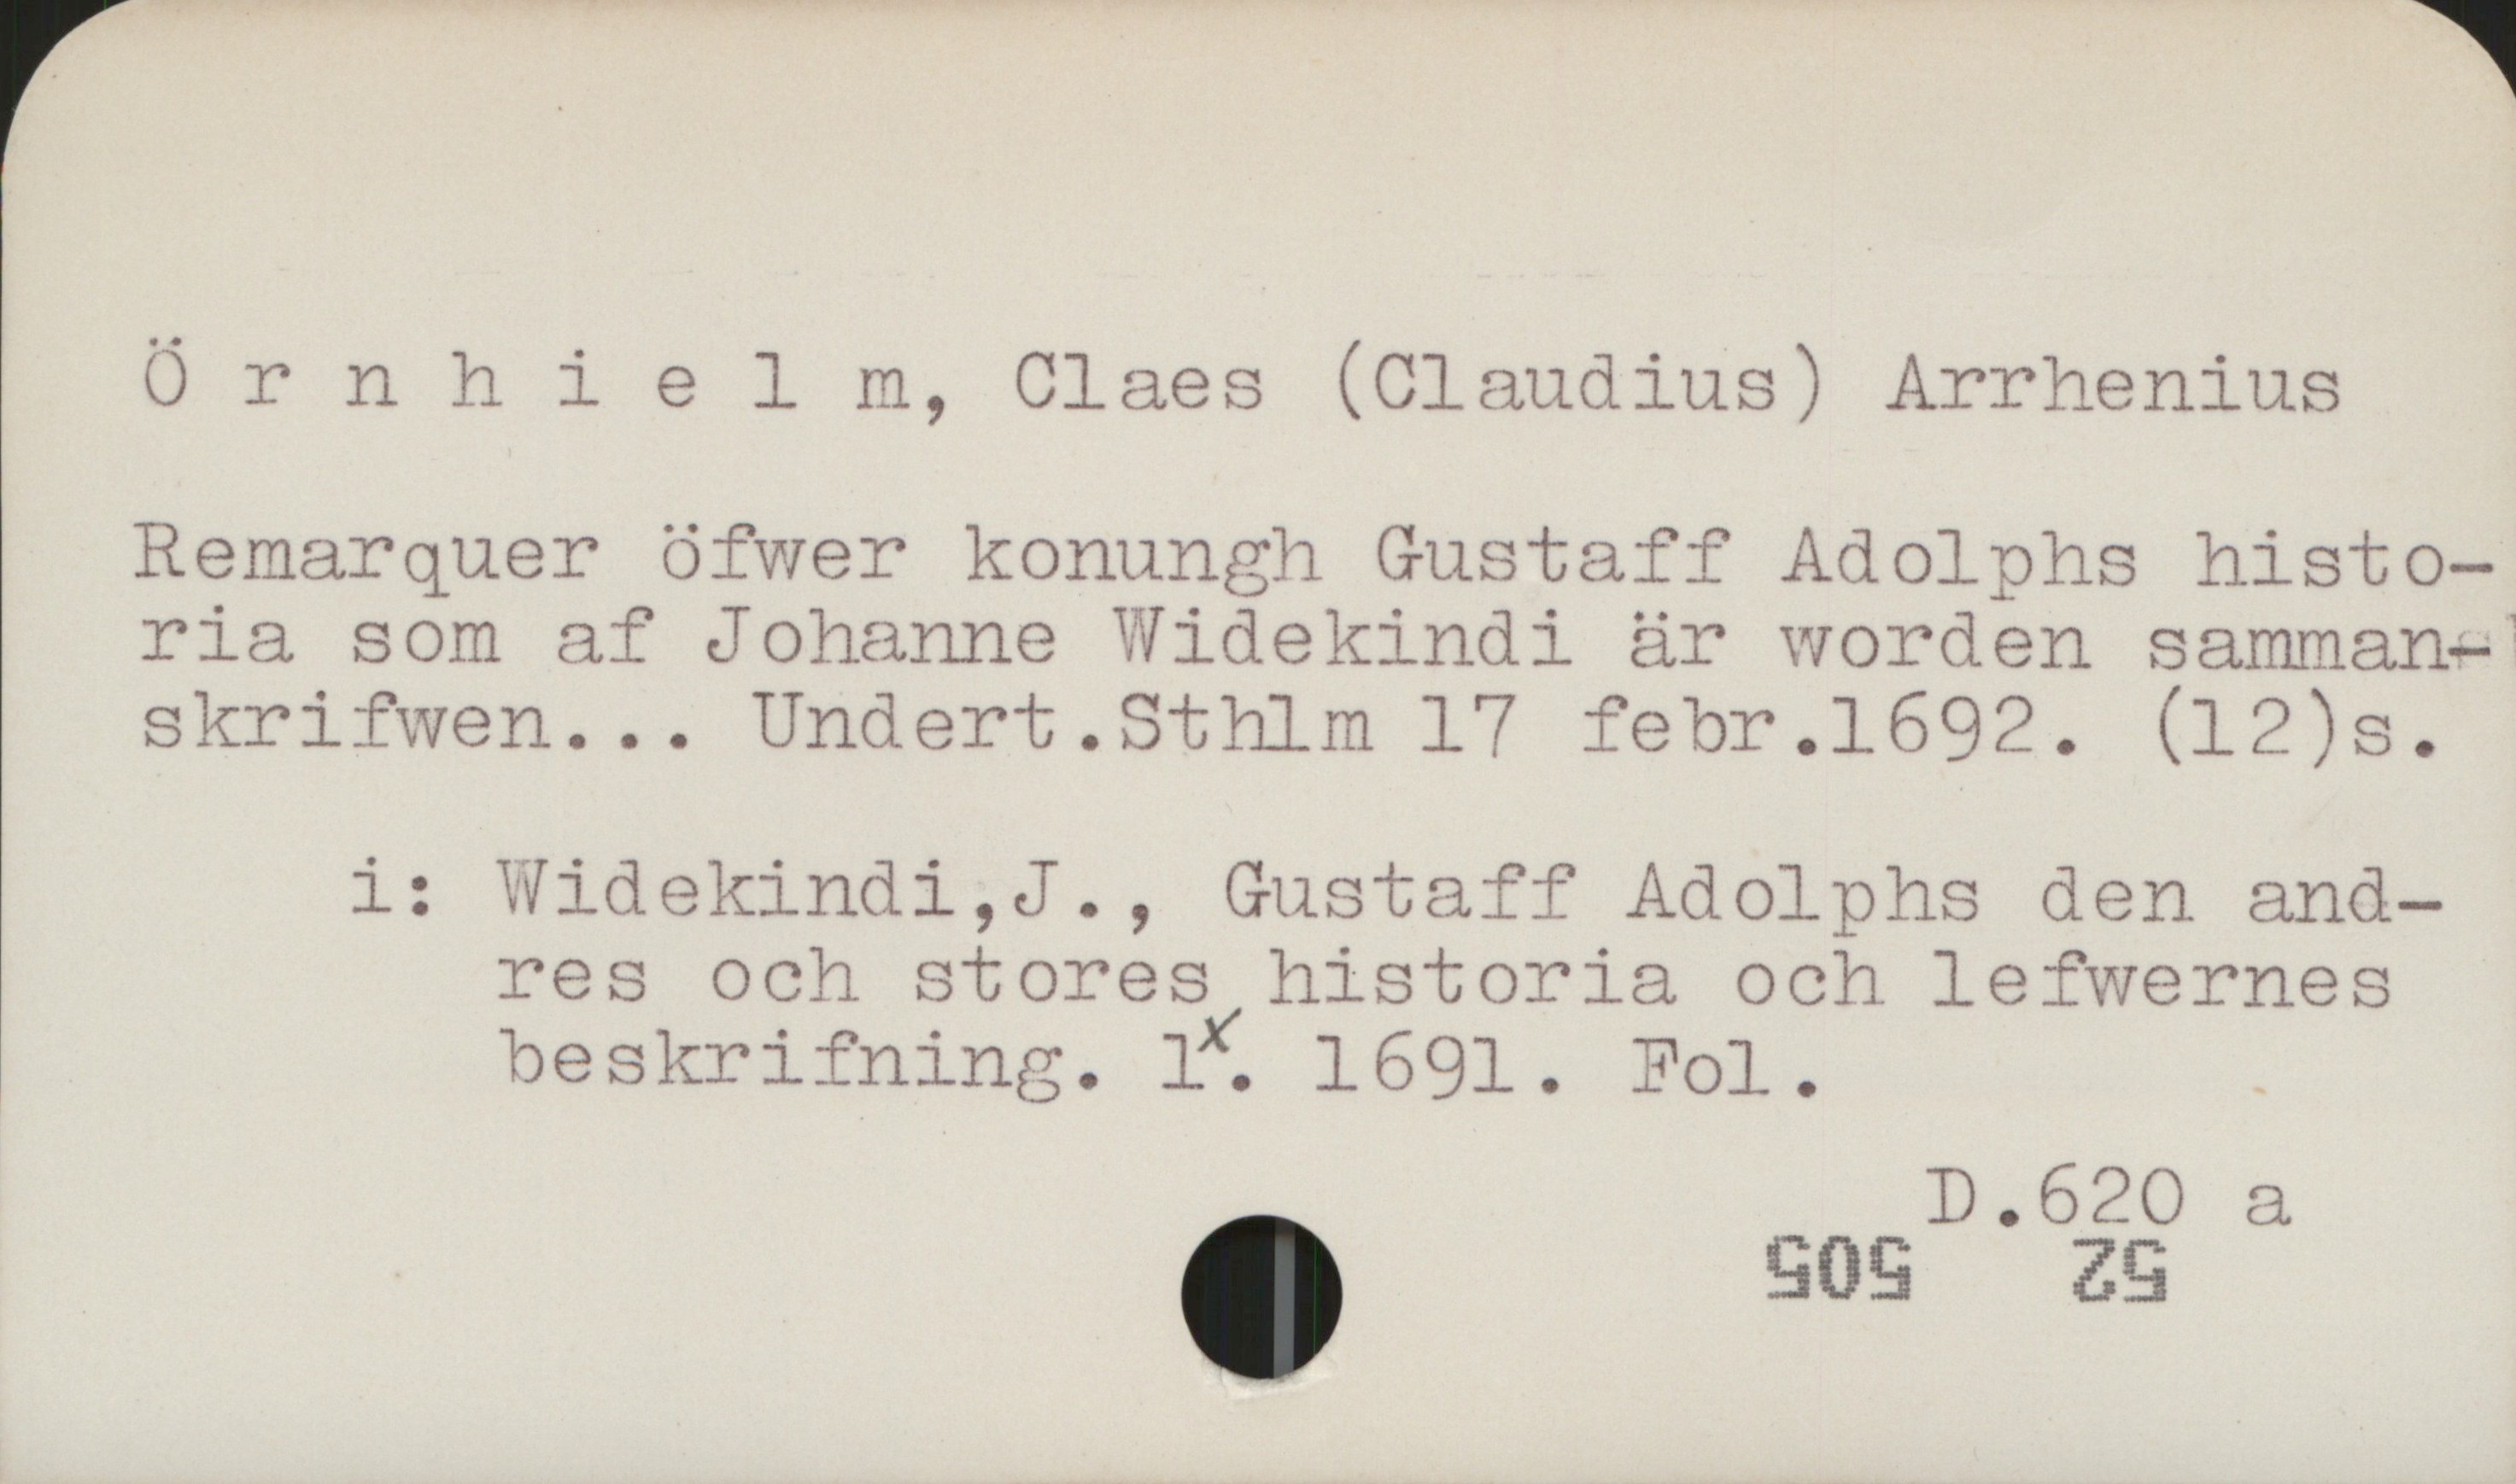 Ö r n h i e l m, Claes (Claudius) Arrhenius
Remarquer öfwer konungh Gustaff Adolphs histo-
ria som af Johanne Widekindi är worden samman-
skrifwen... Undert.Sthlm 17 febr.1692. (12)s.
i: Widekindi,J., Gustaff Adolphs den and-
res och stores historia och lefwernes
beskrifning. 1x. 1691. Fol.
D.620 a
52 505